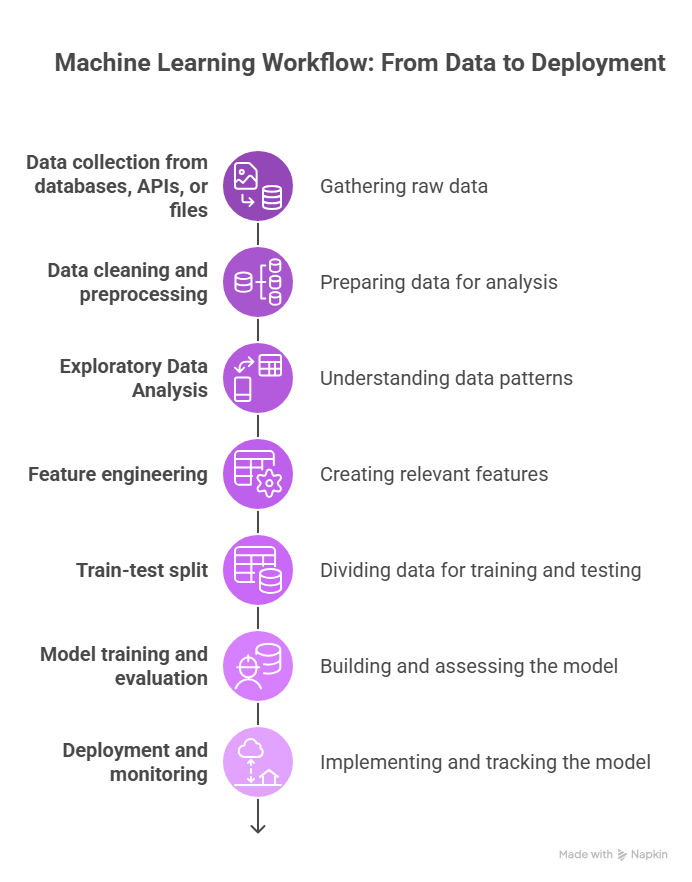 Machine Learning Workflow: From Data to Deployment
Data collection from
databases, APIs, or
files
Gathering raw data
Data cleaning and
preprocessing
Preparing data for analysis
Exploratory Data
Analysis
Understanding data patterns
Feature engineering
Creating relevant features
Train-test split
Dividing data for training and testing
Model training and
evaluation
Building and assessing the model
Deployment and
monitoring
Implementing and tracking the model
Made with Napkin